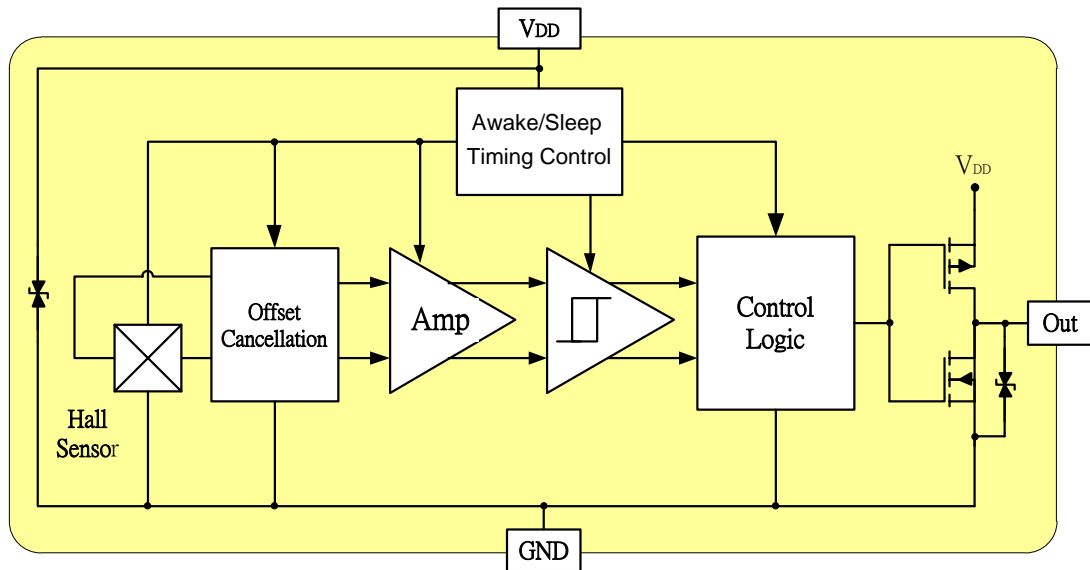 VDD
Awake/Sleep
Timing Control
VDD
Offset
Cancellation
Amp
Control
Logic
Out
Hall
Sensor
GND